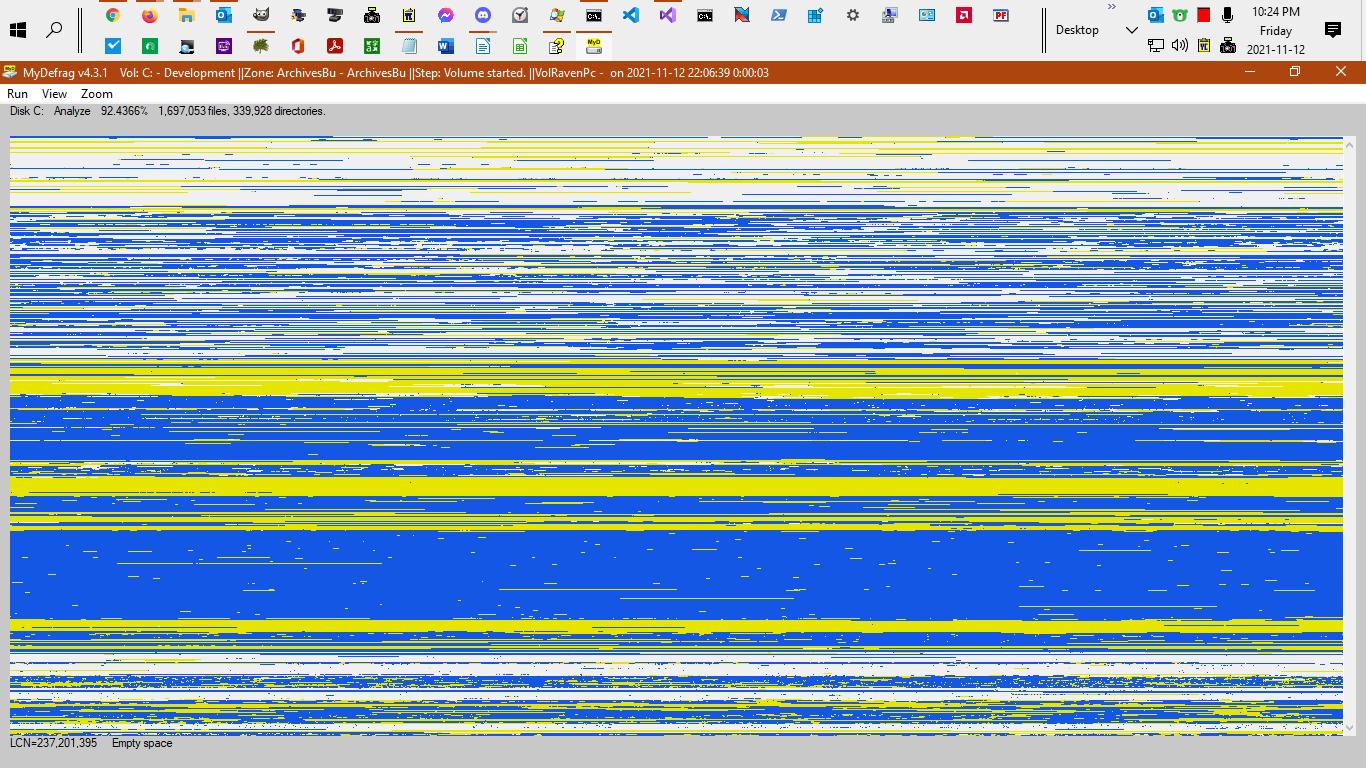 10:24 PM
Friday
2021-11-12
Desktop
PF
C:\_
C:\_
W
MyD
MyDefrag v4.3.1 Vol: C: - Development ||Zone: ArchivesBu - ArchivesBu ||Step: Volume started. ||VolRavenPc - on 2021-11-12 22:06:39 0:00:03
Run View Zoom
Disk C: Analyze 92.4366% 1,697,053 files, 339,928 directories.
LCN=237,201,395 Empty space